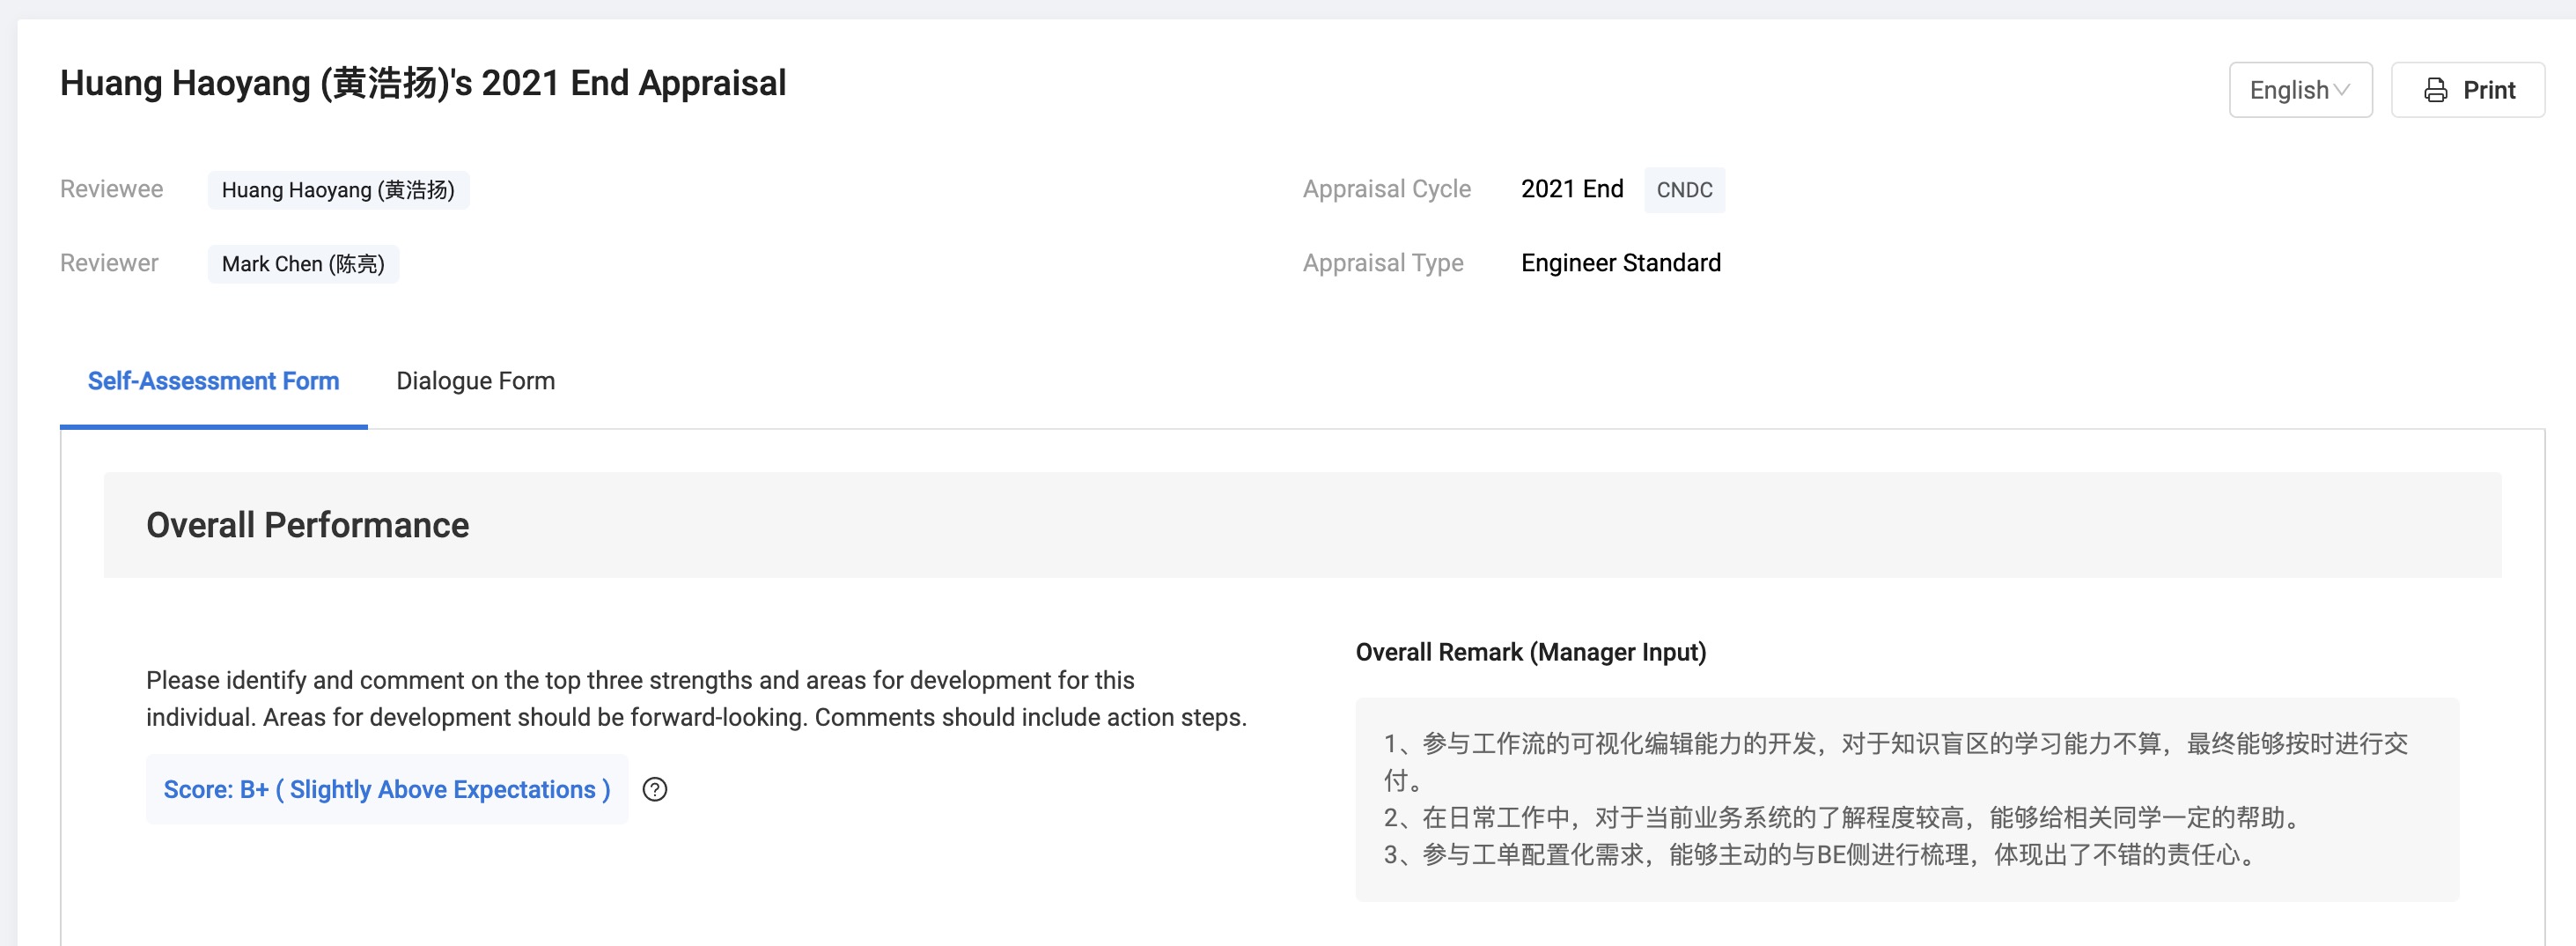 Huang Haoyang (黄浩扬)'s 2021 End Appraisal
English
Print
Reviewee
Huang Haoyang (黄浩扬)
Appraisal Cycle
2021 End
CNDC
Reviewer
Mark Chen (陈亮)
Appraisal Type
Engineer Standard
Self-Assessment Form
Dialogue Form
Overall Performance
Please identify and comment on the top three strengths and areas for development for this
individual. Areas for development should be forward-looking. Comments should include action steps.
Score: B+ ( Slightly Above Expectations )
?
Overall Remark (Manager Input)
1、参与工作流的可视化编辑能力的开发，对于知识盲区的学习能力不算，最终能够按时进行交
付。
2、在日常工作中，对于当前业务系统的了解程度较高，能够给相关同学一定的帮助。
3、参与工单配置化需求，能够主动的与BE侧进行梳理，体现出了不错的责任心。